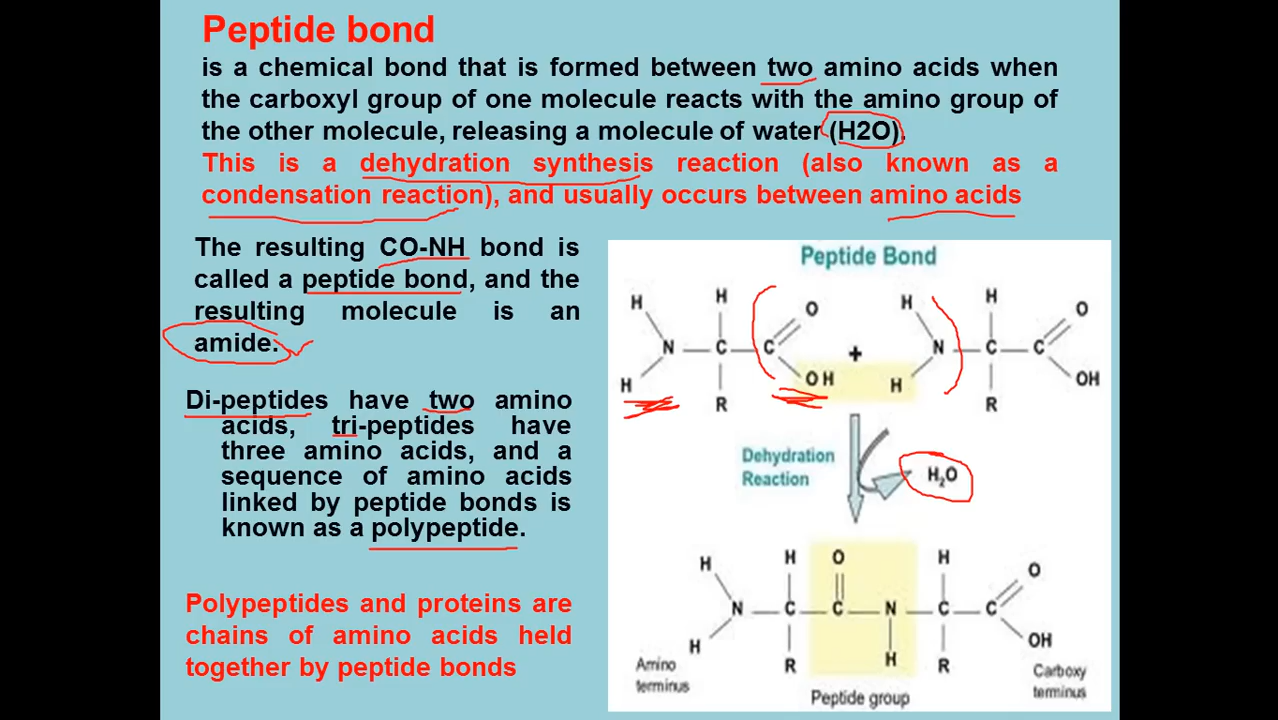 Peptide bond
is a chemical bond that is formed between two amino acids when
the carboxyl group of one molecule reacts with the amino group of
the other molecule, releasing a molecule of water (H2O).
This is a dehydration synthesis reaction (also known as a
condensation reaction), and usually occurs between amino acids
The resulting CO-NH bond is
called a peptide bond, and the
resulting molecule is an
amide.
Di-peptides have two amino
acids, tri-peptides have
three amino acids, and a
sequence of amino acids
linked by peptide bonds is
known as a polypeptide.
Polypeptides and proteins are
chains of amino acids held
together by peptide bonds
Peptide Bond
H H O H H O
N C C + N C C
H R OH H R OH
Dehydration
Reaction
H₂O
H H O H O
N C C N C C
H R H R OH
Amino
terminus
Peptide group
Carboxy
terminus